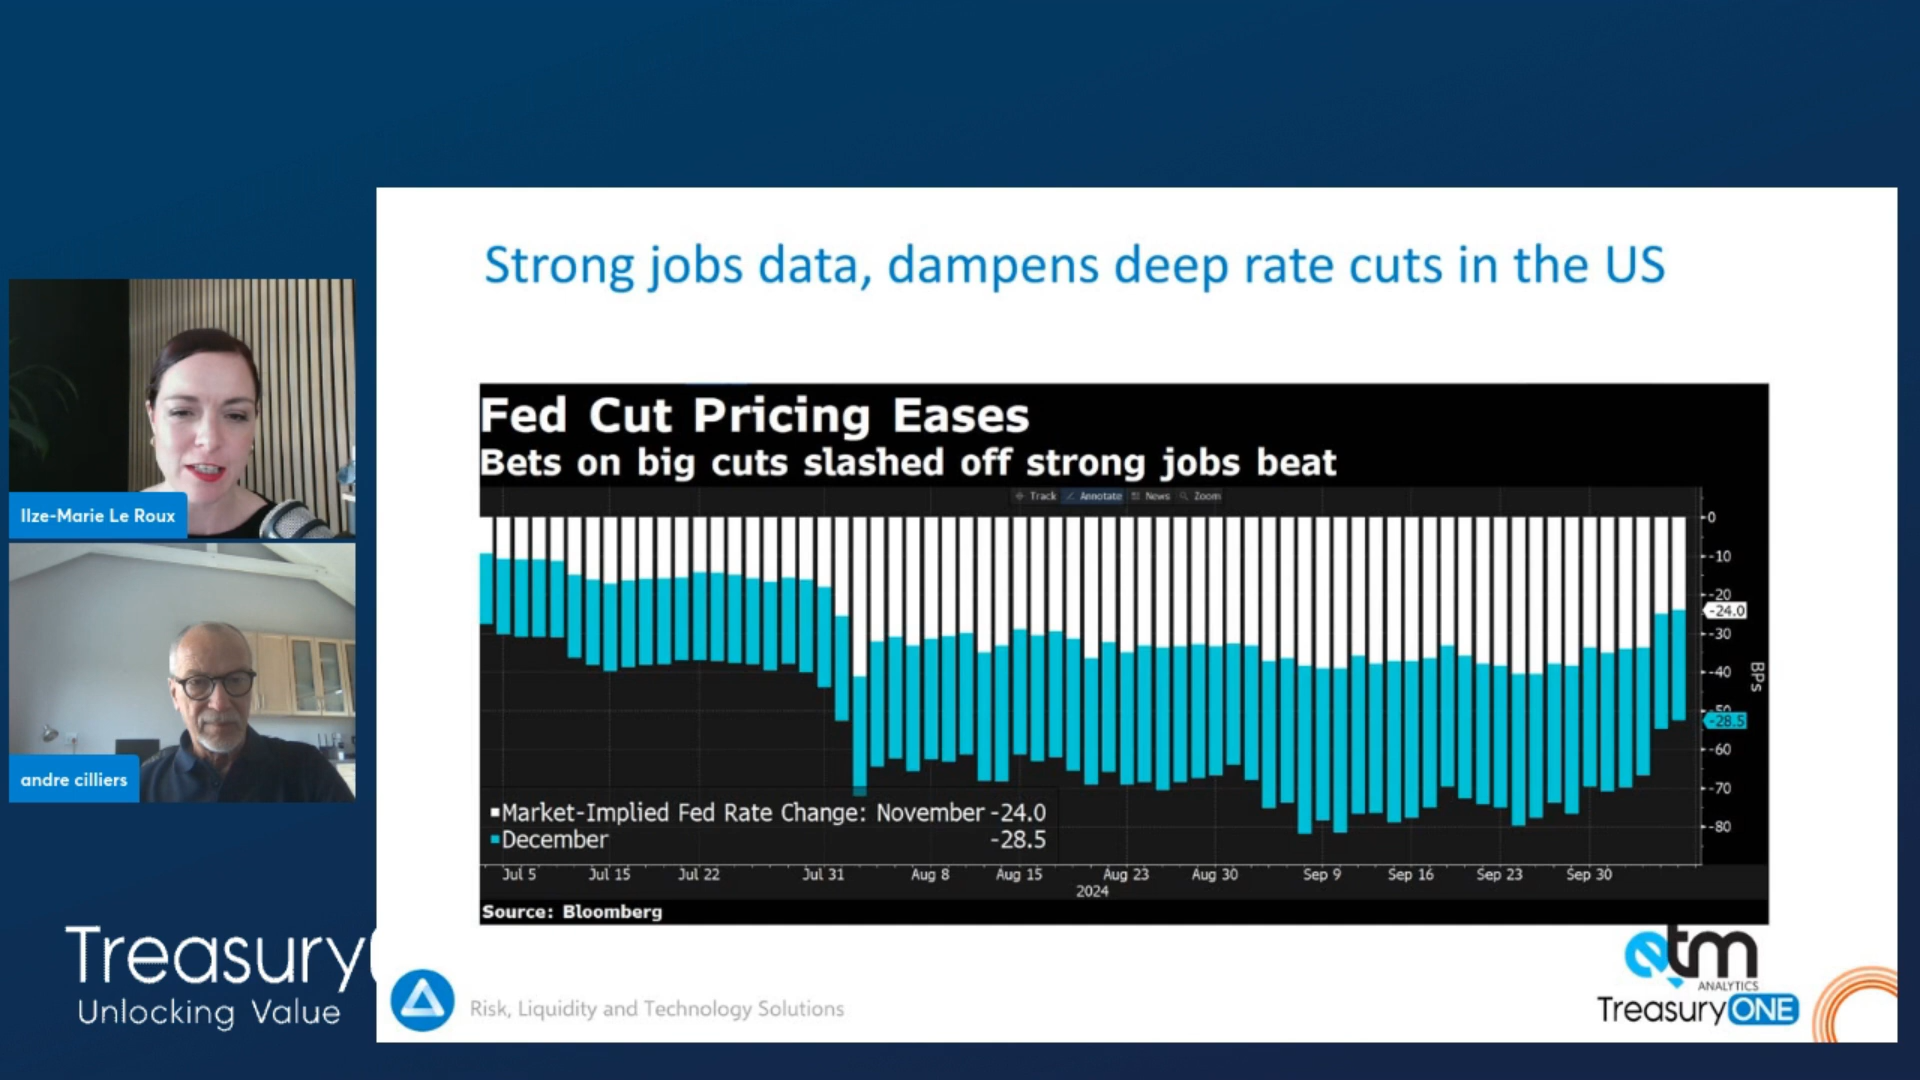 Strong jobs data, dampens deep rate cuts in the US
Fed Cut Pricing Eases
Bets on big cuts slashed off strong jobs beat
Track Annotate News Zoom
0
-10
-20
-24.0
-30
-40
BPs
-50
-28.5
-60
-70
-80
Market-Implied Fed Rate Change: November -24.0
December -28.5
Jul 5 Jul 15 Jul 22 Jul 31 Aug 8 Aug 15 Aug 23 Aug 30 Sep 9 Sep 16 Sep 23 Sep 30
2024
Source: Bloomberg
Ilze-Marie Le Roux
andre cilliers
Treasury
Unlocking Value
Risk, Liquidity and Technology Solutions
etm
ANALYTICS
TreasuryONE